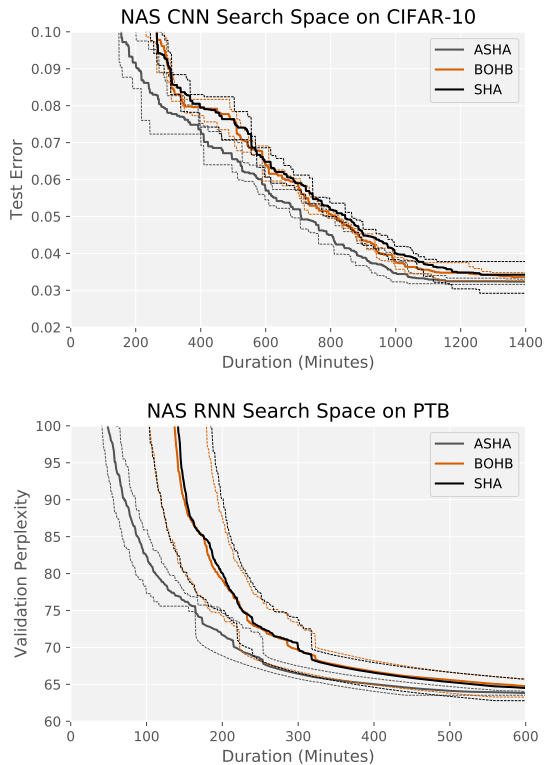 NAS CNN Search Space on CIFAR-10
0.10
0.09
0.08
0.07
0.06
0.05
0.04
0.03
0.02
Test Error
ASHA
BOHB
SHA
0 200 400 600 800 1000 1200 1400
Duration (Minutes)
NAS RNN Search Space on PTB
100
95
90
85
80
75
70
65
60
Validation Perplexity
ASHA
BOHB
SHA
0 100 200 300 400 500 600
Duration (Minutes)